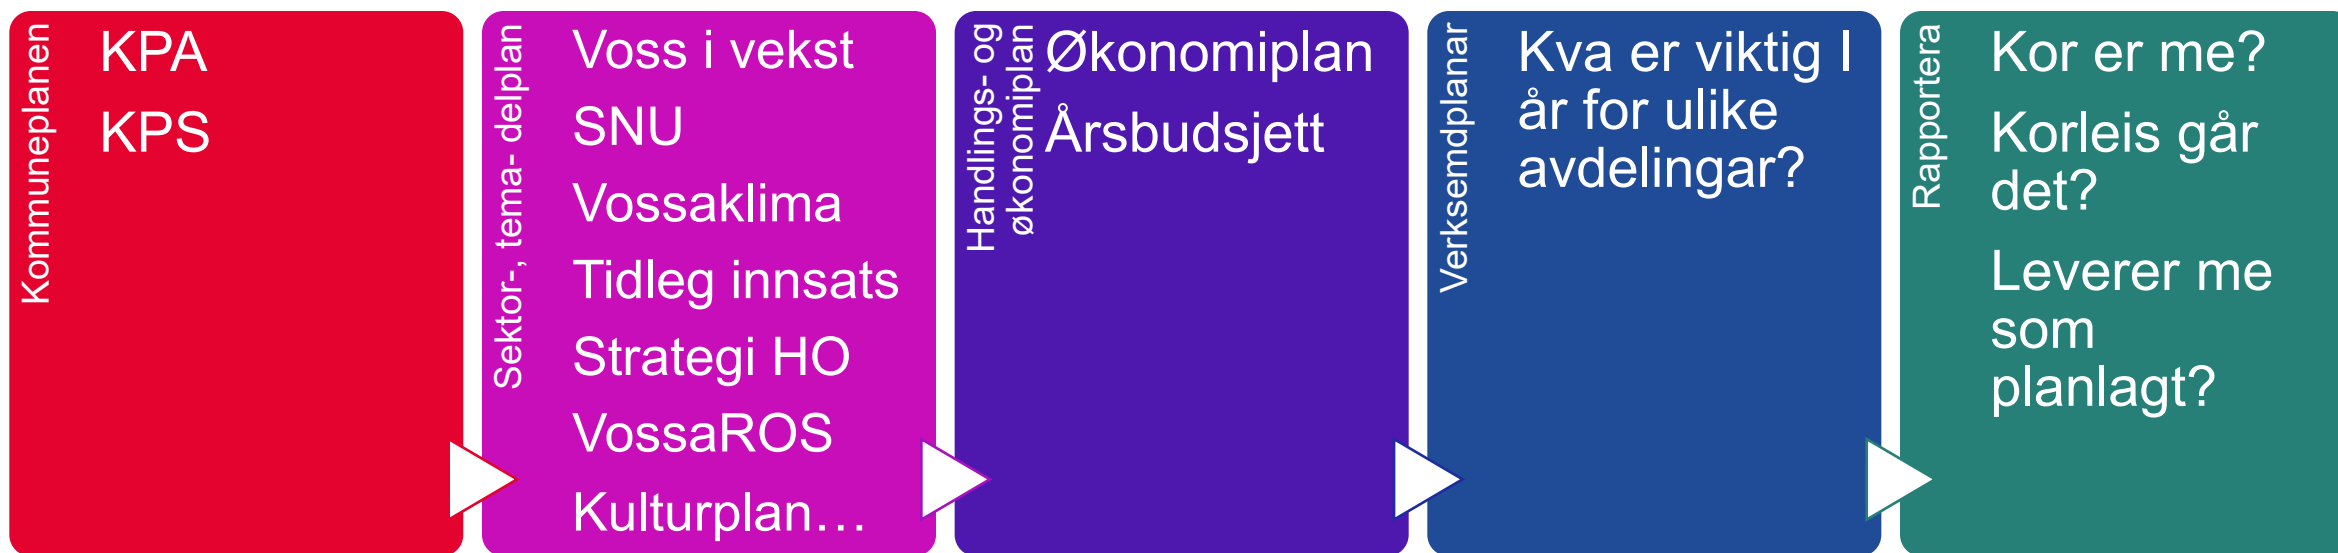 Kommuneplanen
KPA
KPS
Sektor-, tema- delplan
Voss i vekst
SNU
Vossaklima
Tidleg innsats
Strategi HO
VossaROS
Kulturplan…
Handlings- og
økonomiplan
Økonomiplan
Årsbudsjett
Verksemdplanar
Kva er viktig I
år for ulike
avdelingar?
Rapportera
Kor er me?
Korleis går
det?
Leverer me
som
planlagt?